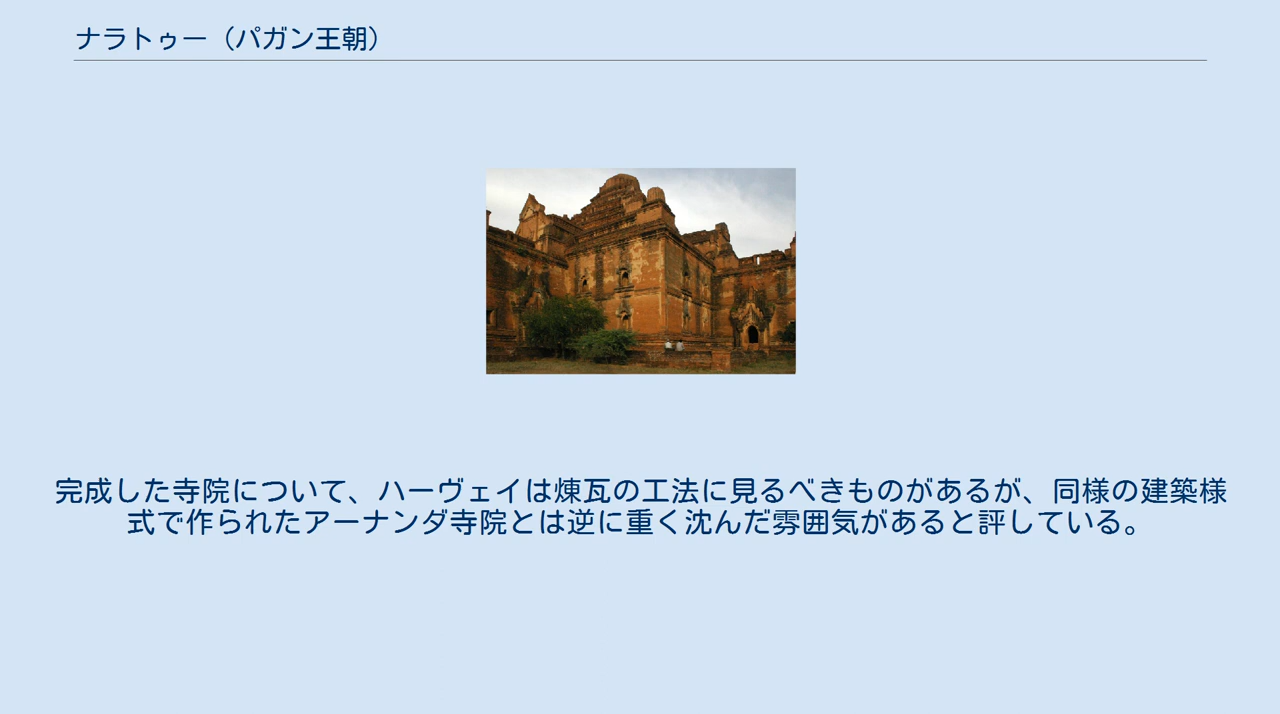 ナラトゥー（パガン王朝）
完成した寺院について、ハーヴェイは煉瓦の工法に見るべきものがあるが、同様の建築様
式で作られたアーナンダ寺院とは逆に重く沈んだ雰囲気があると評している。